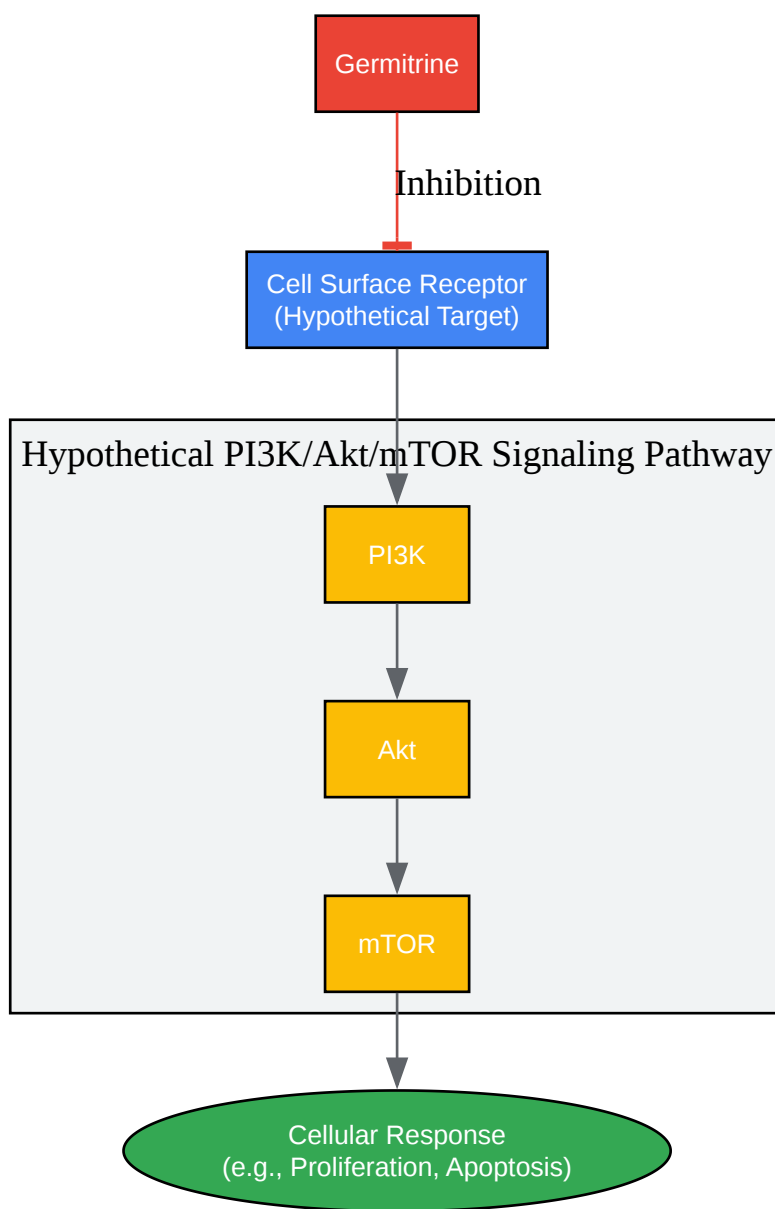 Germitrine
Inhibition
Cell Surface Receptor
(Hypothetical Target)
Hypothetical PI3K/Akt/mTOR Signaling Pathway
PI3K
Akt
mTOR
Cellular Response
(e.g., Proliferation, Apoptosis)